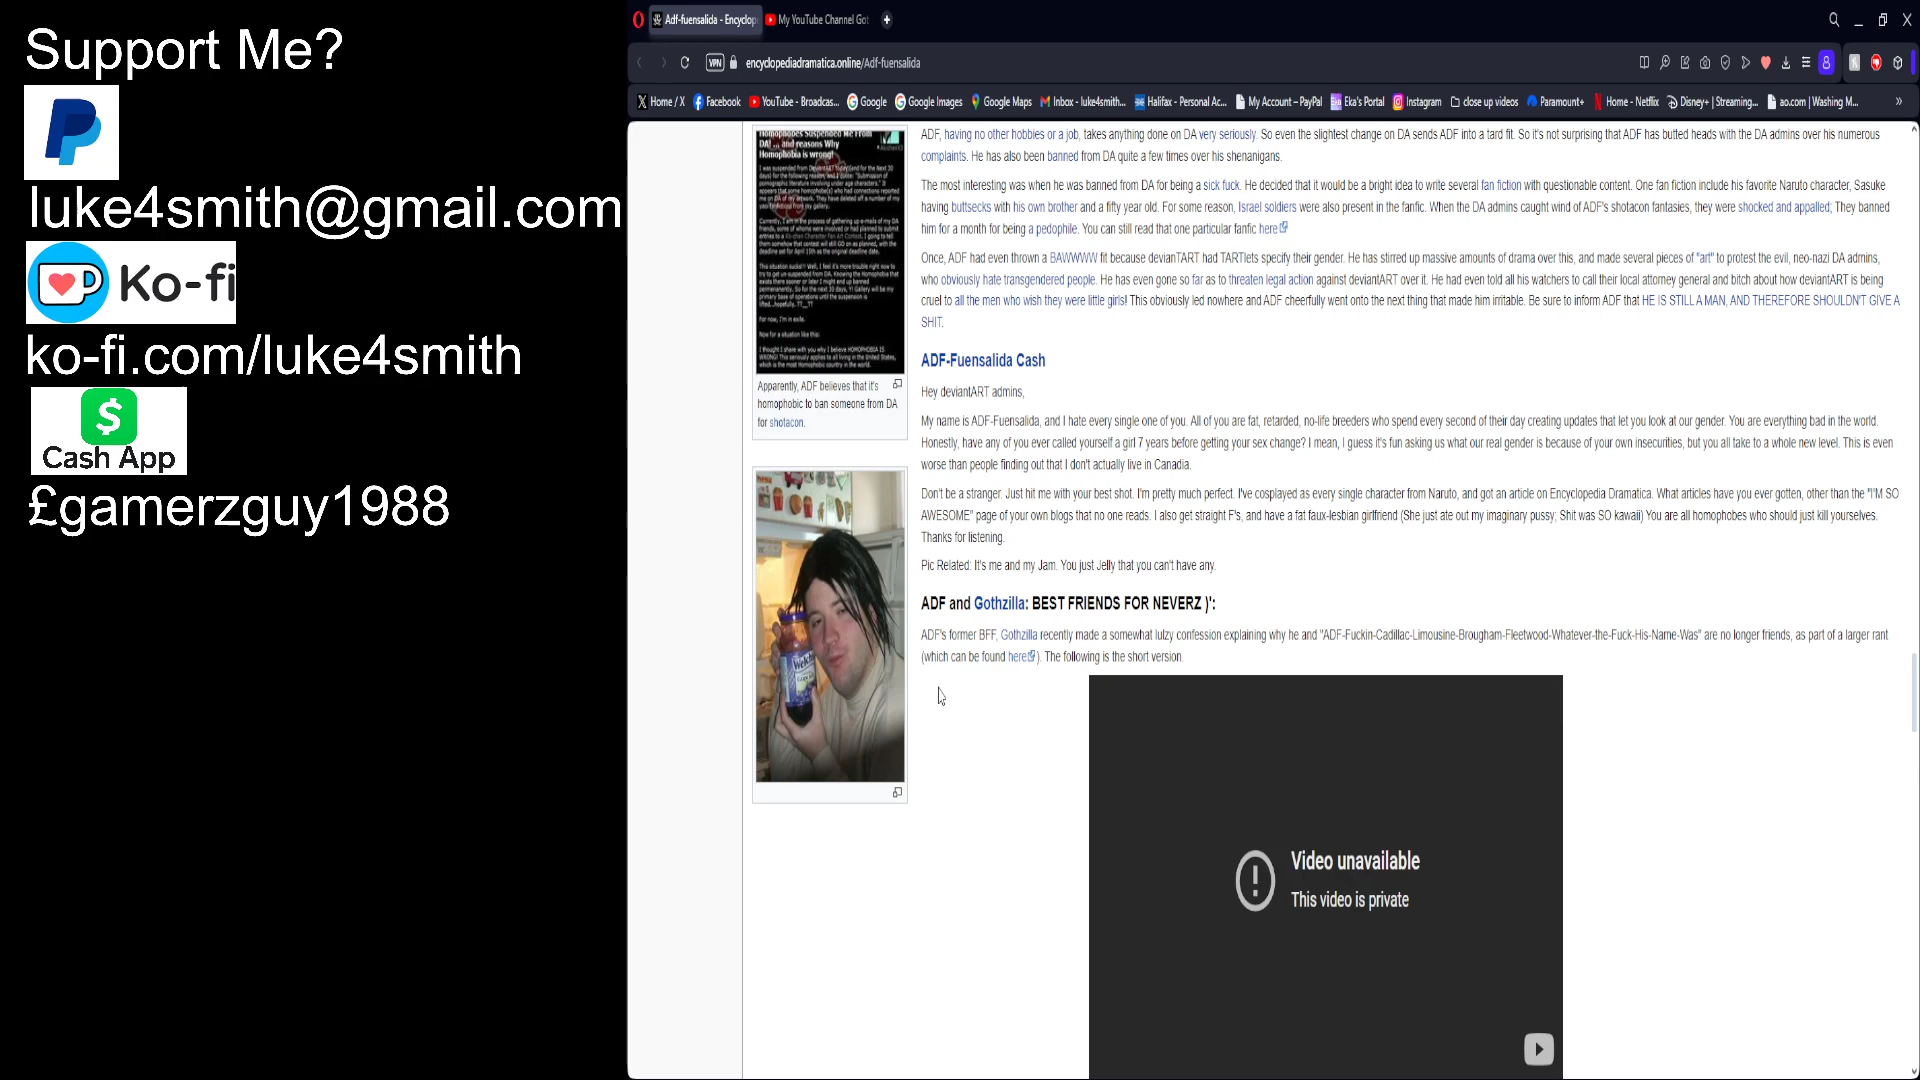 Support Me?
luke4smith@gmail.com
Ko-fi
ko-fi.com/luke4smith
$
Cash App
£gamerzguy1988
Adf-fuensalida - Encyclop
My YouTube Channel Got
VPN
encyclopediadramatica.online/Adf-fuensalida
Home / X
Facebook
YouTube - Broadcas...
Google
Google Images
Google Maps
Inbox - luke4smith...
Halifax - Personal Ac...
My Account – PayPal
Eka's Portal
Instagram
close up videos
Paramount+
Home - Netflix
Disney+ | Streaming...
ao.com | Washing M...
Homophobes Suspended Me From
DA! ... and reasons Why
Homophobia is wrong!
For now, I'm in exile.
Now for a situation like this:
Apparently, ADF believes that it's
homophobic to ban someone from DA
for shotacon.
ADF, having no other hobbies or a job, takes anything done on DA very seriously. So even the slightest change on DA sends ADF into a tard fit. So it's not surprising that ADF has butted heads with the DA admins over his numerous
complaints. He has also been banned from DA quite a few times over his shenanigans.
The most interesting was when he was banned from DA for being a sick fuck. He decided that it would be a bright idea to write several fan fiction with questionable content. One fan fiction include his favorite Naruto character, Sasuke
having buttsecks with his own brother and a fifty year old. For some reason, Israel soldiers were also present in the fanfic. When the DA admins caught wind of ADF's shotacon fantasies, they were shocked and appalled; They banned
him for a month for being a pedophile. You can still read that one particular fanfic here
Once, ADF had even thrown a BAWWWW fit because devianTART had TARTlets specify their gender. He has stirred up massive amounts of drama over this, and made several pieces of "art" to protest the evil, neo-nazi DA admins,
who obviously hate transgendered people. He has even gone so far as to threaten legal action against deviantART over it. He had even told all his watchers to call their local attorney general and bitch about how deviantART is being
cruel to all the men who wish they were little girls! This obviously led nowhere and ADF cheerfully went onto the next thing that made him irritable. Be sure to inform ADF that HE IS STILL A MAN, AND THEREFORE SHOULDN'T GIVE A
SHIT.
ADF-Fuensalida Cash
Hey deviantART admins,
My name is ADF-Fuensalida, and I hate every single one of you. All of you are fat, retarded, no-life breeders who spend every second of their day creating updates that let you look at our gender. You are everything bad in the world.
Honestly, have any of you ever called yourself a girl 7 years before getting your sex change? I mean, I guess it's fun asking us what our real gender is because of your own insecurities, but you all take to a whole new level. This is even
worse than people finding out that I don't actually live in Canadia.
Don't be a stranger. Just hit me with your best shot. I'm pretty much perfect. I've cosplayed as every single character from Naruto, and got an article on Encyclopedia Dramatica. What articles have you ever gotten, other than the "I'M SO
AWESOME" page of your own blogs that no one reads. I also get straight F's, and have a fat faux-lesbian girlfriend (She just ate out my imaginary pussy; Shit was SO kawaii) You are all homophobes who should just kill yourselves.
Thanks for listening.
Pic Related: It's me and my Jam. You just Jelly that you can't have any.
ADF and Gothzilla: BEST FRIENDS FOR NEVERZ )':
ADF's former BFF, Gothzilla recently made a somewhat lulzy confession explaining why he and "ADF-Fuckin-Cadillac-Limousine-Brougham-Fleetwood-Whatever-the-Fuck-His-Name-Was" are no longer friends, as part of a larger rant
(which can be found here ). The following is the short version.
Video unavailable
This video is private